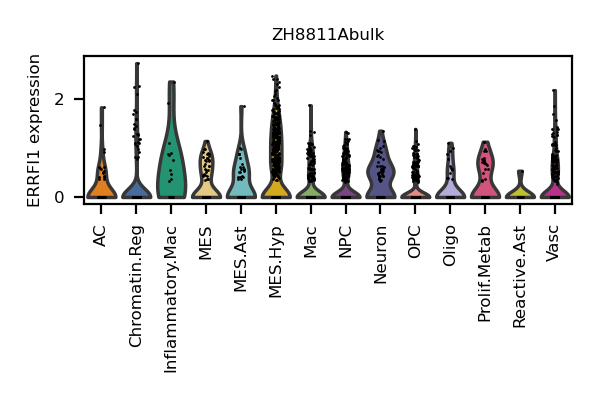 ZH8811Abulk
ERRFI1 expression
2
0
AC
Chromatin.Reg
Inflammatory.Mac
MES
MES.Ast
MES.Hyp
Mac
NPC
Neuron
OPC
Oligo
Prolif.Metab
Reactive.Ast
Vasc